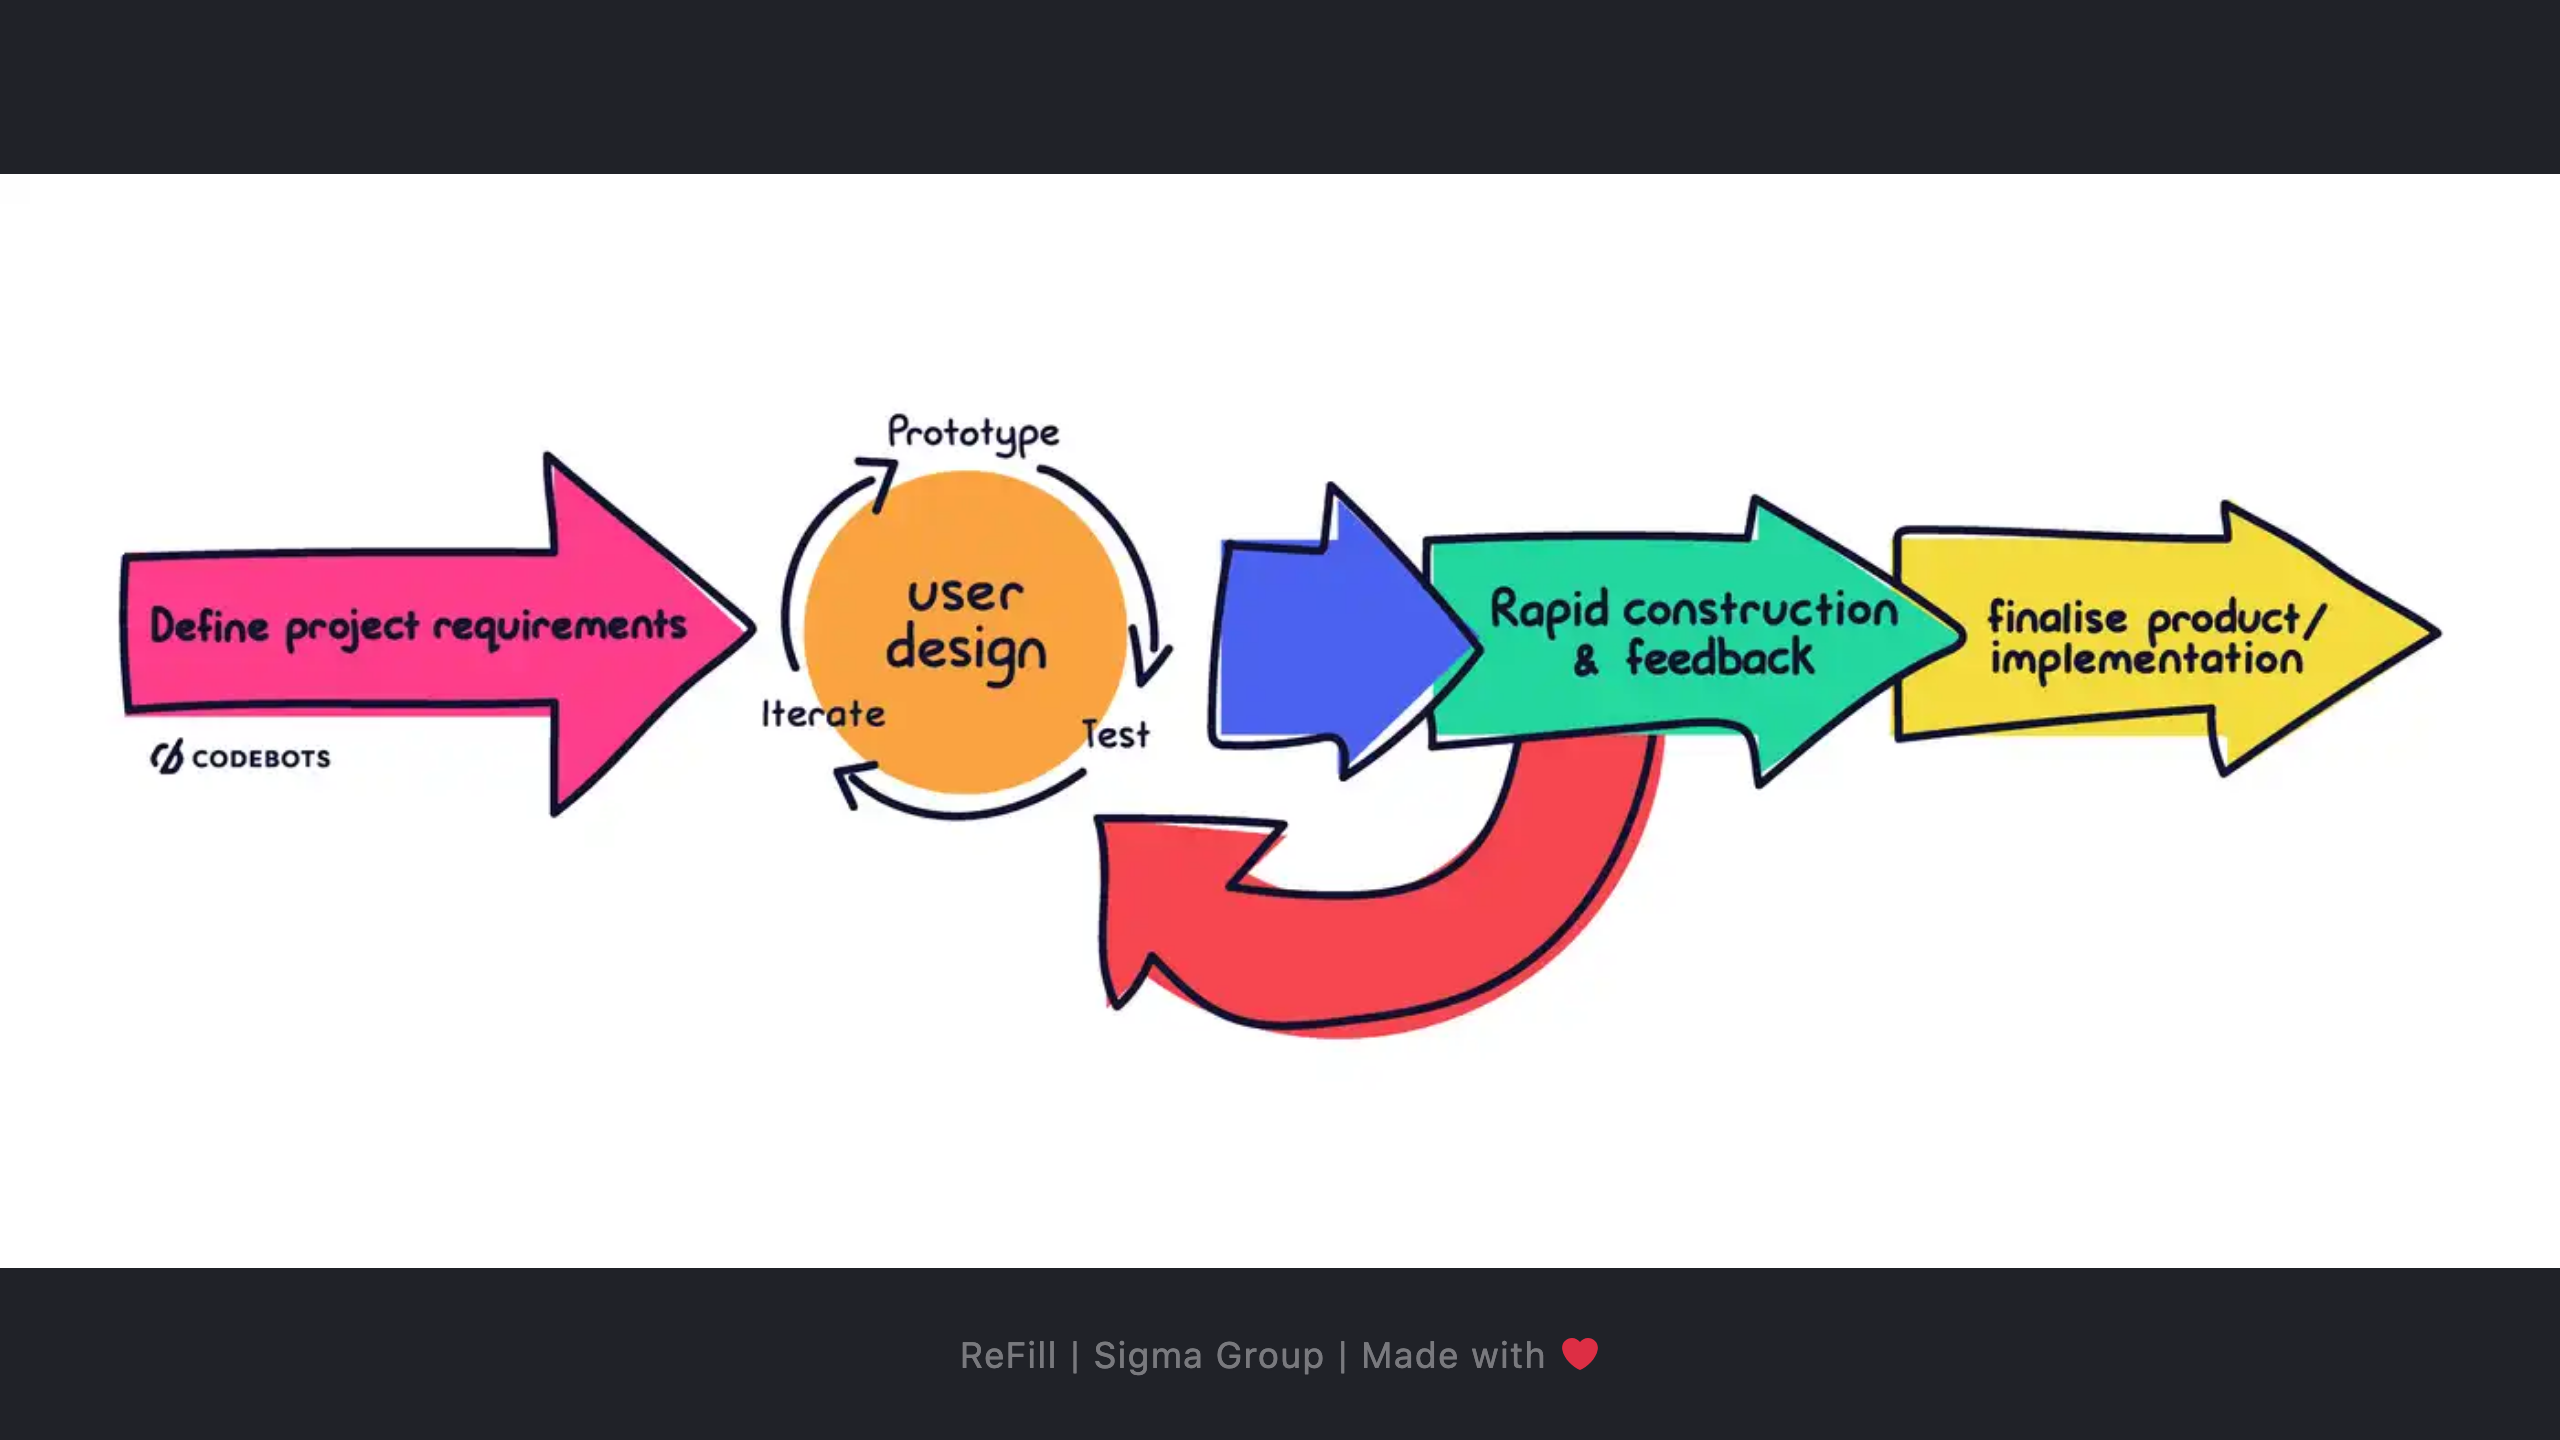 Define project requirements
CODEBOTS
Prototype
user
design
Iterate
Test
Rapid construction
& feedback
finalise product/
implementation
ReFill | Sigma Group | Made with ❤️